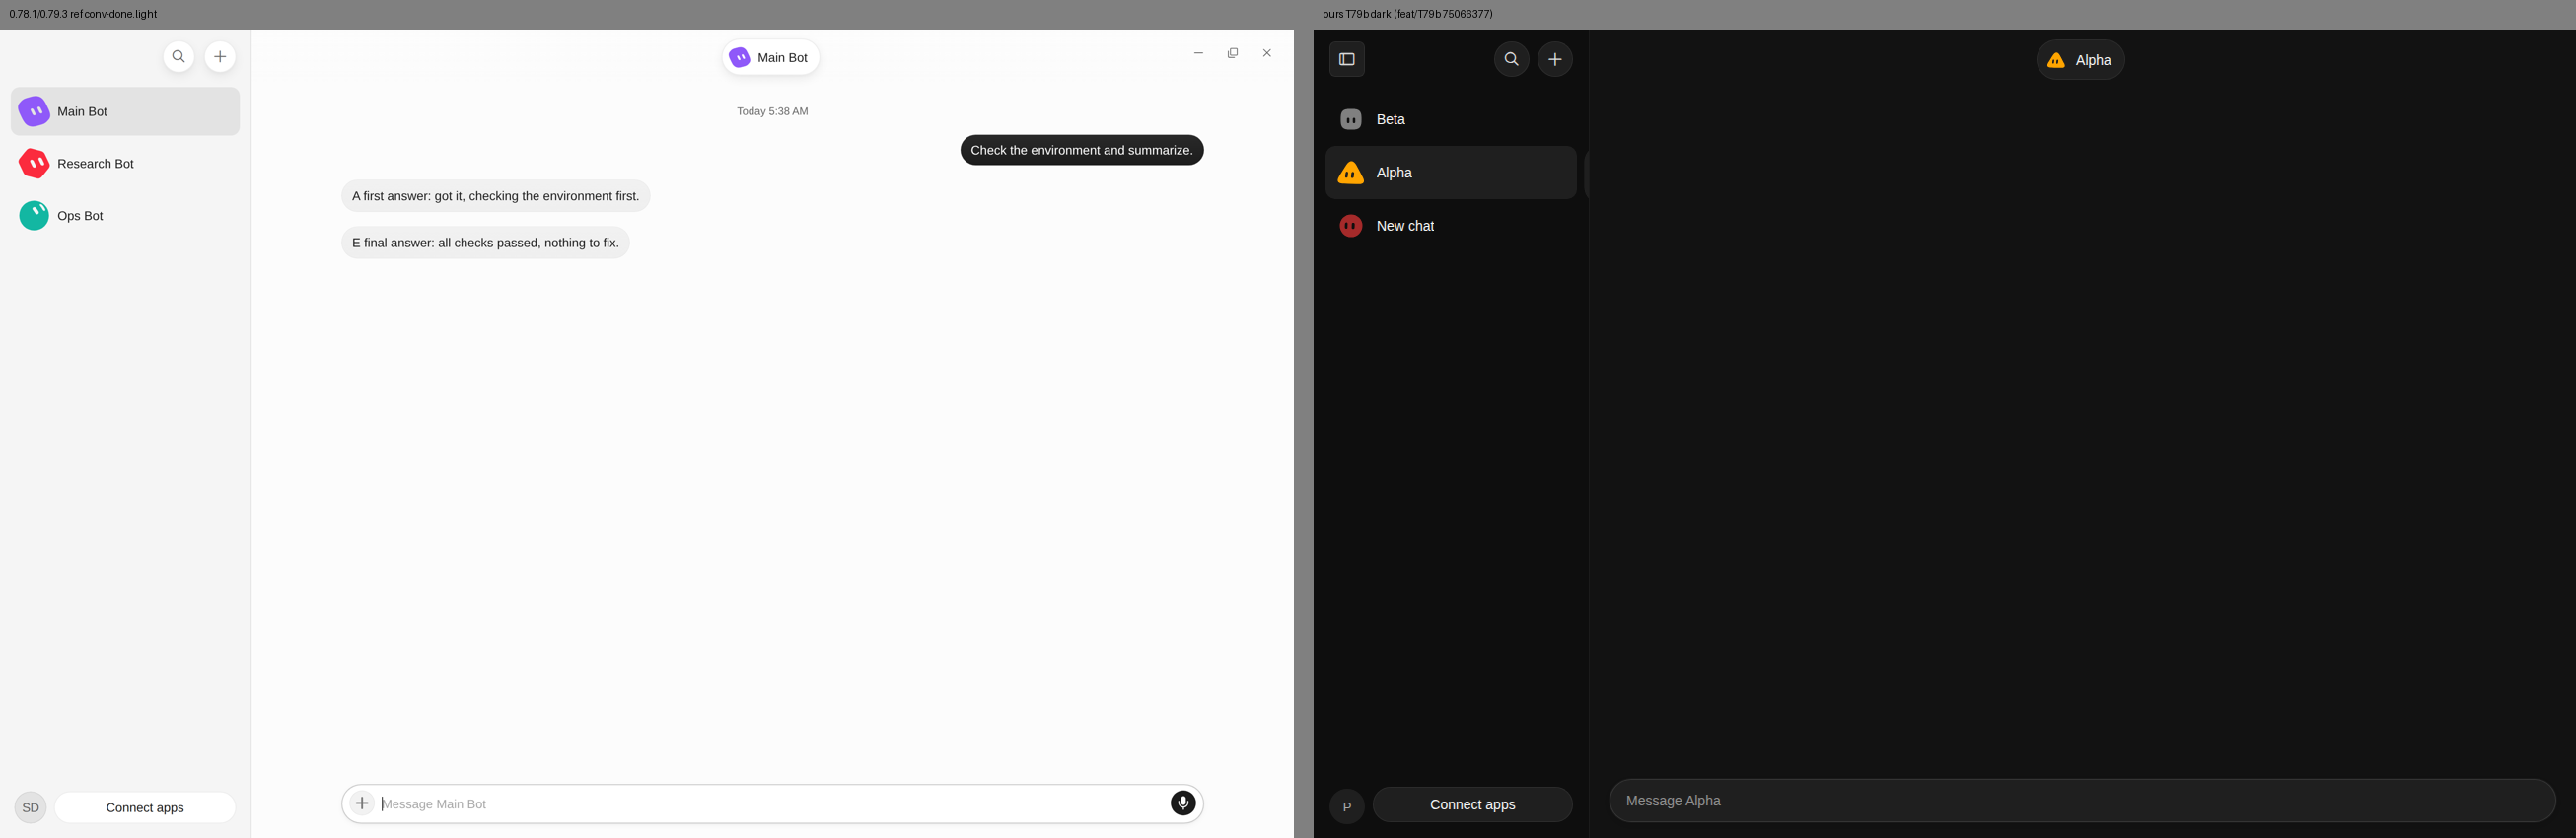 0.78.1/0.79.3 ref conv-done.light
Main Bot
Main Bot
Research Bot
Ops Bot
Today 5:38 AM
Check the environment and summarize.
A first answer: got it, checking the environment first.
E final answer: all checks passed, nothing to fix.
SD
Connect apps
Message Main Bot
ours T79b dark (feat/T79b 75066377)
Alpha
Beta
Alpha
New chat
P
Connect apps
Message Alpha